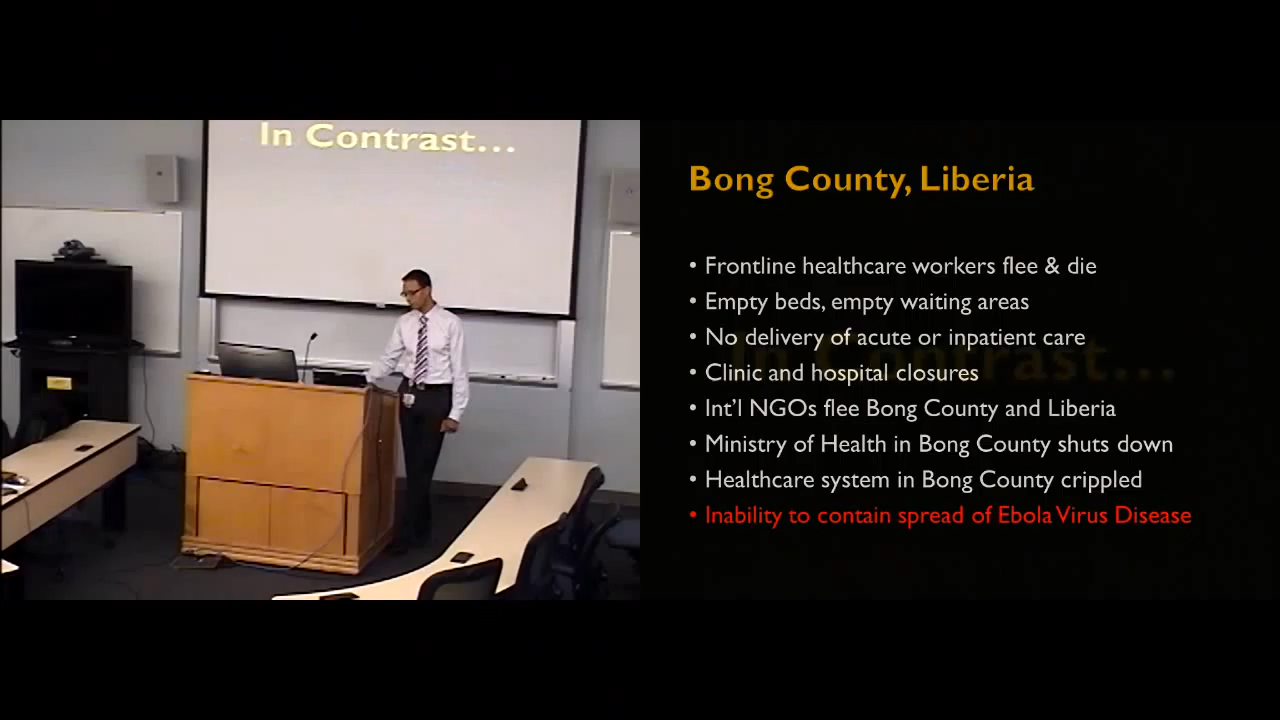 In Contrast...
Bong County, Liberia
• Frontline healthcare workers flee & die
• Empty beds, empty waiting areas
• No delivery of acute or inpatient care
• Clinic and hospital closures
• Int'l NGOs flee Bong County and Liberia
• Ministry of Health in Bong County shuts down
• Healthcare system in Bong County crippled
• Inability to contain spread of Ebola Virus Disease
In Contrast...